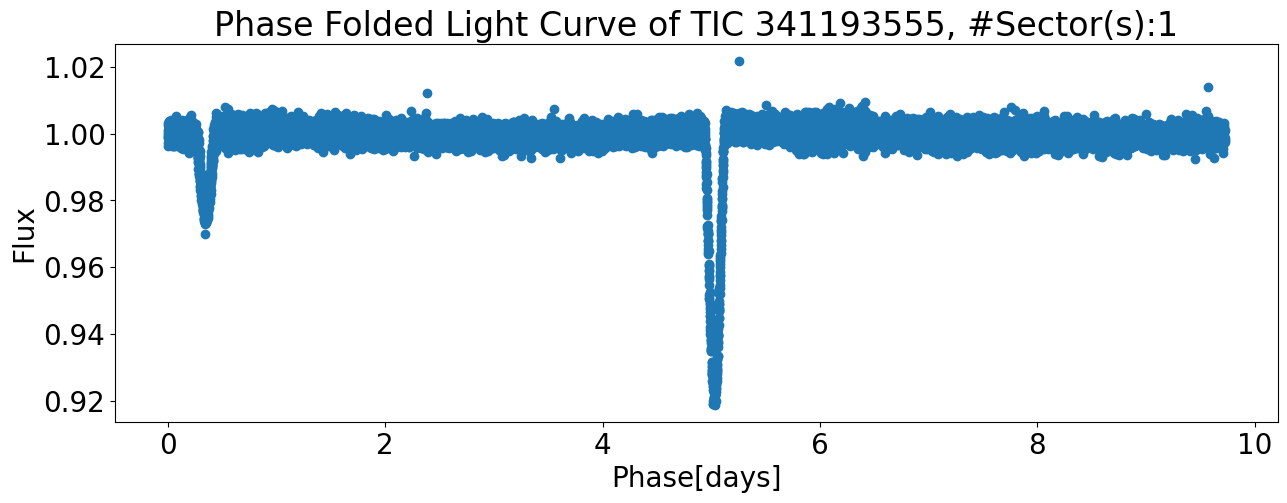 Phase Folded Light Curve of TIC 341193555, #Sector(s):1
1.02
1.00
0.98
0.96
0.94
0.92
Flux
0 2 4 6 8 10
Phase[days]